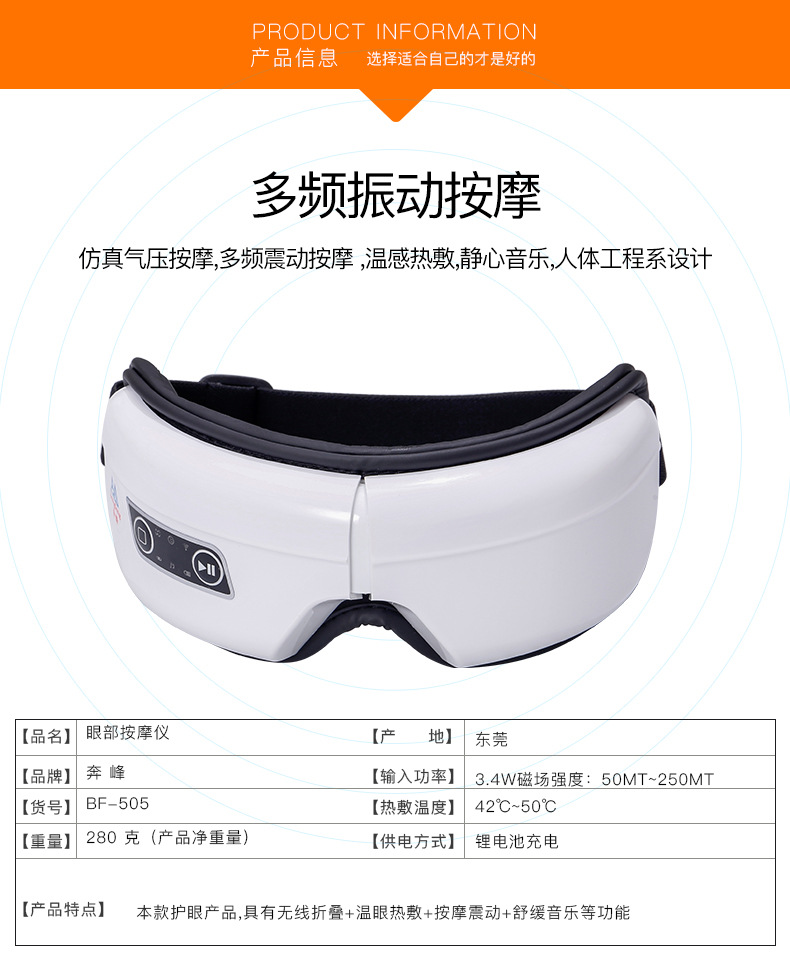 PRODUCT INFORMATION
产品信息 选择适合自己的才是好的
多频振动按摩
仿真气压按摩,多频震动按摩 ,温感热敷,静心音乐,人体工程系设计
【品名】 眼部按摩仪 【产 地】 东莞
【品牌】 奔 峰 【输入功率】 3.4W磁场强度：50MT~250MT
【货号】 BF-505 【热敷温度】 42℃~50℃
【重量】 280 克（产品净重量） 【供电方式】 锂电池充电
【产品特点】 本款护眼产品,具有无线折叠+温眼热敷+按摩震动+舒缓音乐等功能